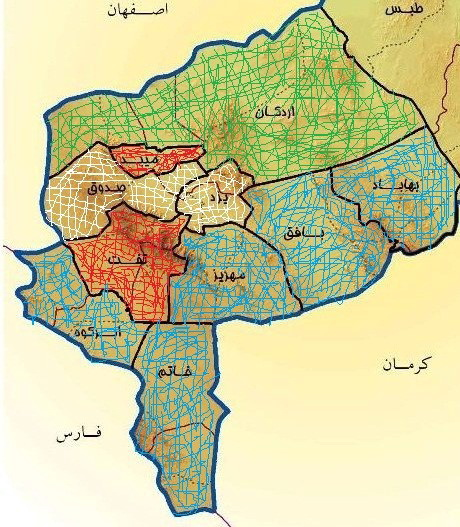 اصفهان
طبس
اردکان
میبد
صدوق
یزد
بهاباد
بافق
تفت
مهریز
ابرکوه
خاتم
کرمان
فارس